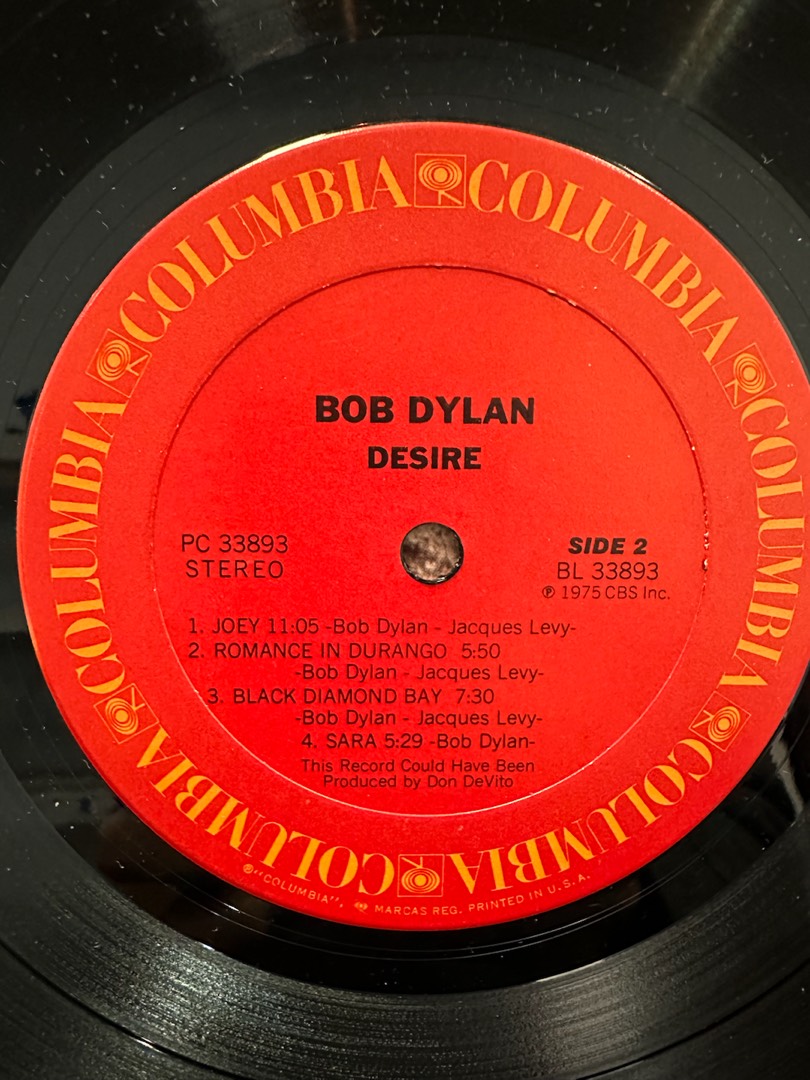 COLUMBIA COLUMBIA COLUMBIA COLUMBIA COLUMBIA COLUMBIA COLUMBIA COLUMBIA
BOB DYLAN
DESIRE
PC 33893
STEREO
SIDE 2
BL 33893
℗ 1975 CBS Inc.
1. JOEY 11:05 -Bob Dylan - Jacques Levy-
2. ROMANCE IN DURANGO 5:50
-Bob Dylan - Jacques Levy-
3. BLACK DIAMOND BAY 7:30
-Bob Dylan - Jacques Levy-
4. SARA 5:29 -Bob Dylan-
This Record Could Have Been
Produced by Don DeVito
®"COLUMBIA", MARCAS REG. PRINTED IN U.S.A.